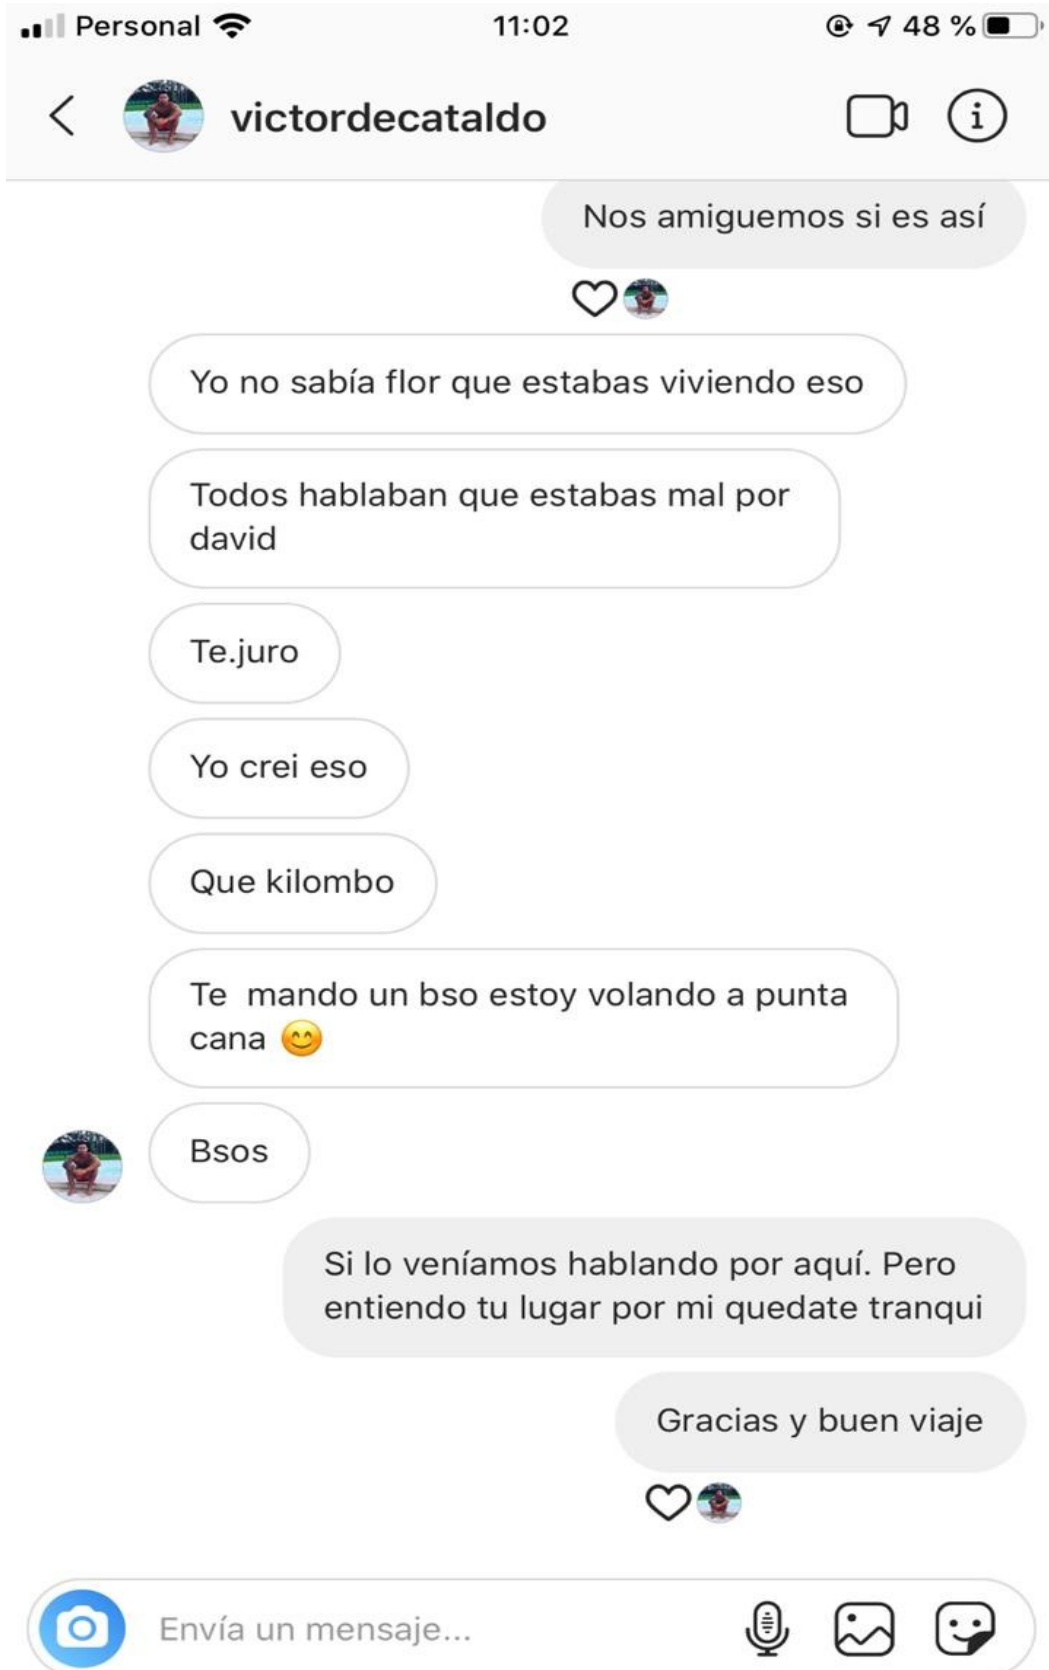 Personal 11:02 48 %
victordecataldo
Nos amiguemos si es así
Yo no sabía flor que estabas viviendo eso
Todos hablaban que estabas mal por
david
Te.juro
Yo crei eso
Que kilombo
Te mando un bso estoy volando a punta
cana 😊
Bsos
Si lo veníamos hablando por aquí. Pero
entiendo tu lugar por mi quedate tranqui
Gracias y buen viaje
Envía un mensaje...